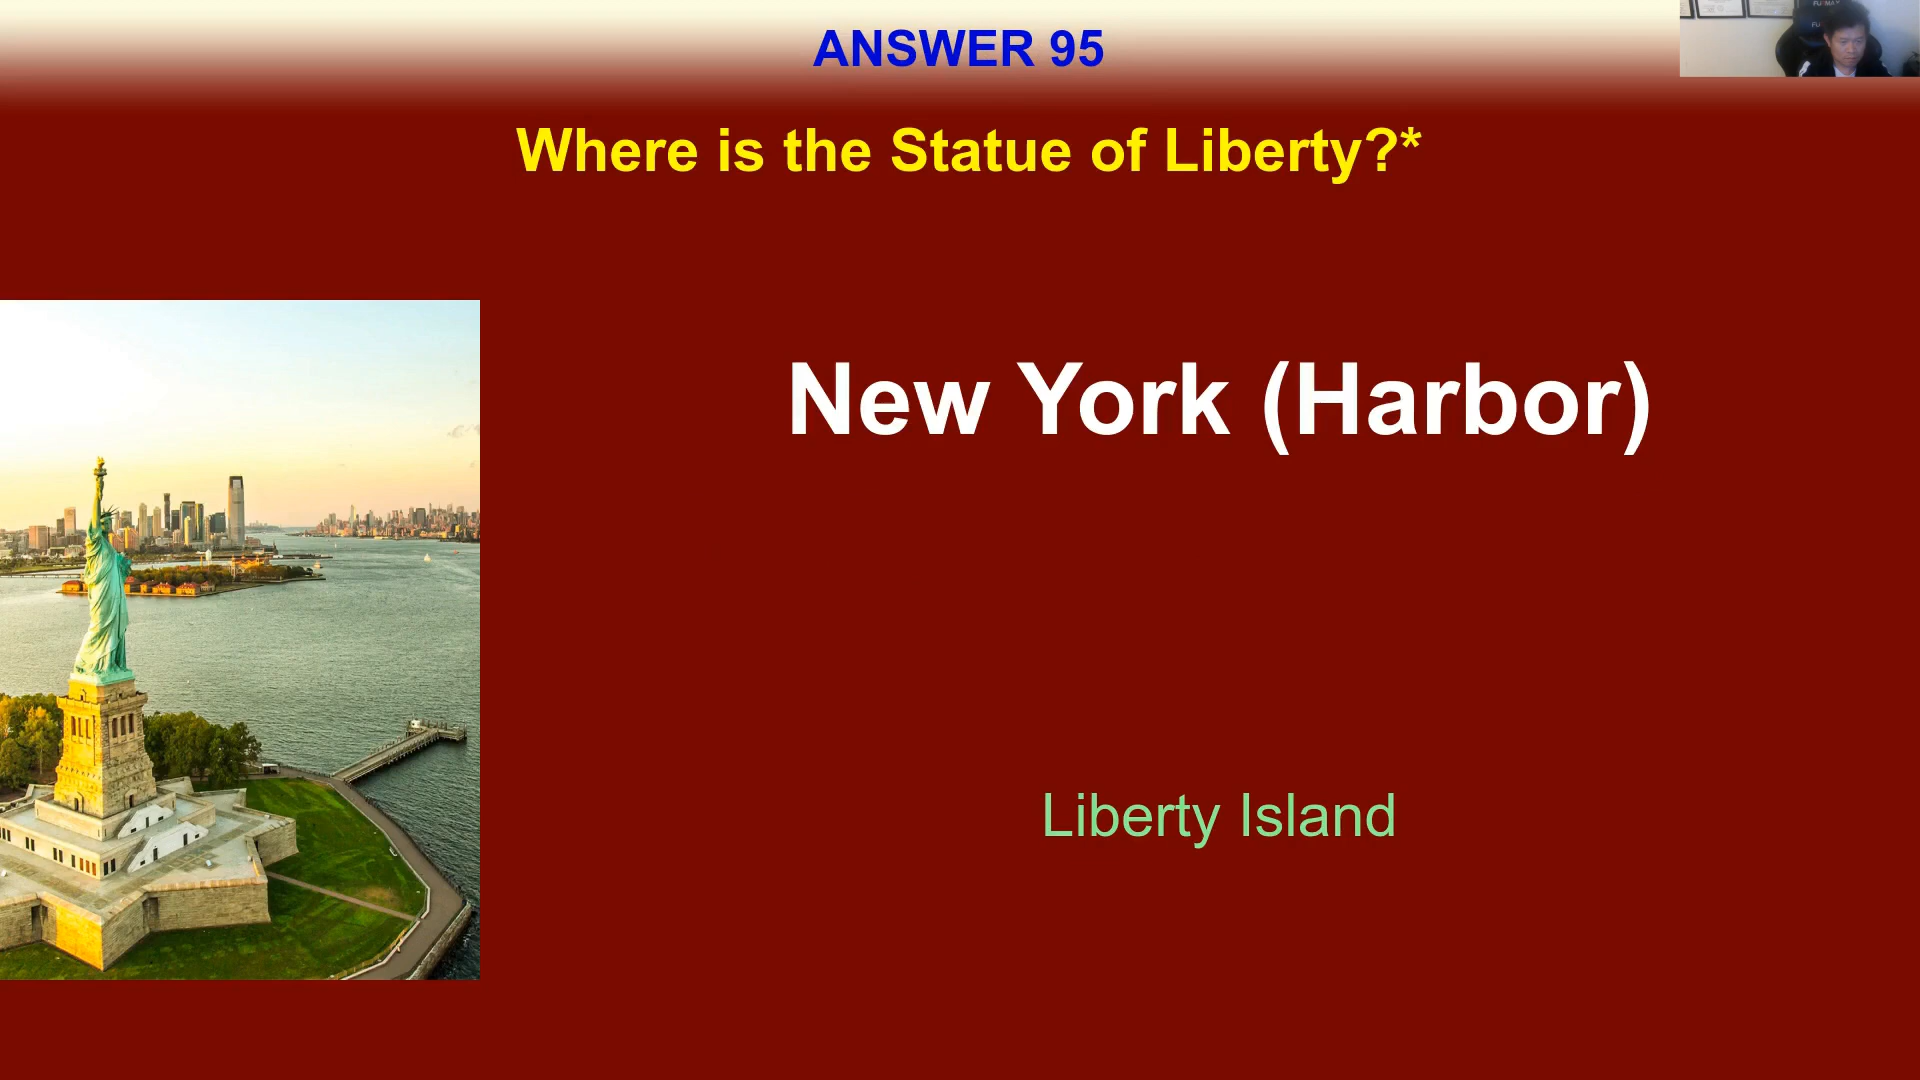 ANSWER 95
Where is the Statue of Liberty?*
New York (Harbor)
Liberty Island